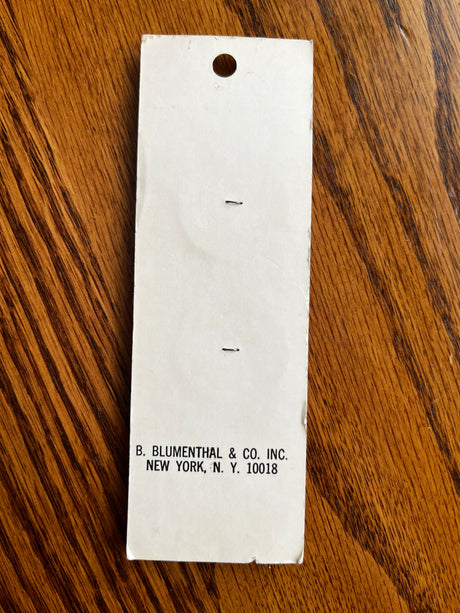 B. BLUMENTHAL & CO. INC.
NEW YORK, N. Y. 10018